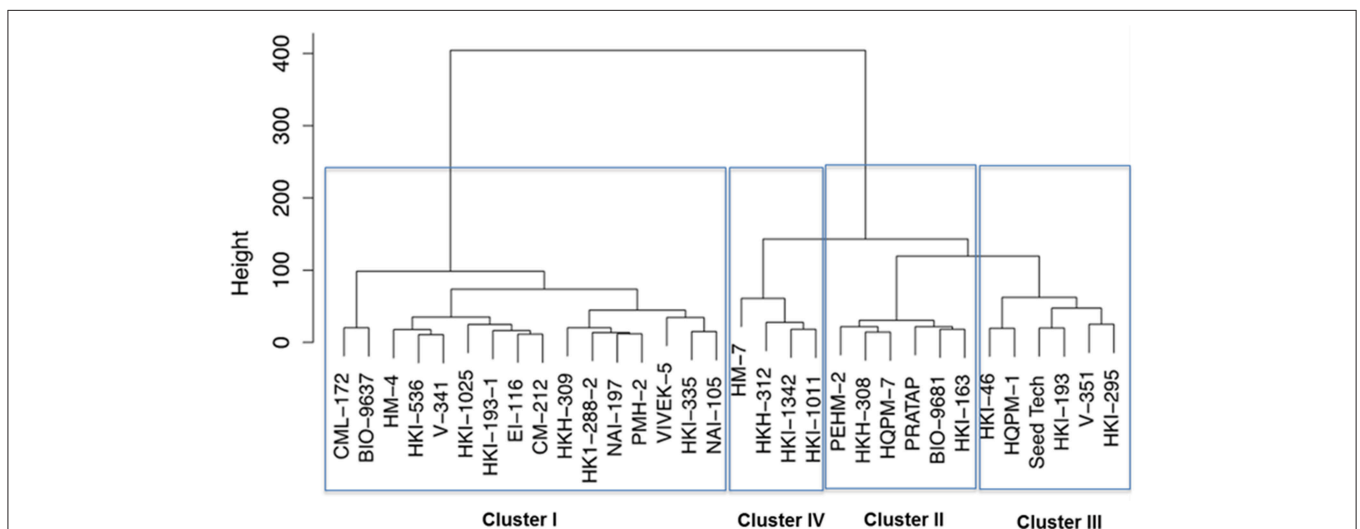 400
300
200
100
0
Height
CML-172
BIO-9637
HM-4
HKI-536
V-341
HKI-1025
HKI-193-1
EI-116
CM-212
HKH-309
HK1-288-2
NAI-197
PMH-2
VIVEK-5
HKI-335
NAI-105
HM-7
HKH-312
HKI-1342
HKI-1011
PEHM-2
HKH-308
HQPM-7
PRATAP
BIO-9681
HKI-163
HKI-46
HQPM-1
Seed Tech
HKI-193
V-351
HKI-295
Cluster I
Cluster IV
Cluster II
Cluster III